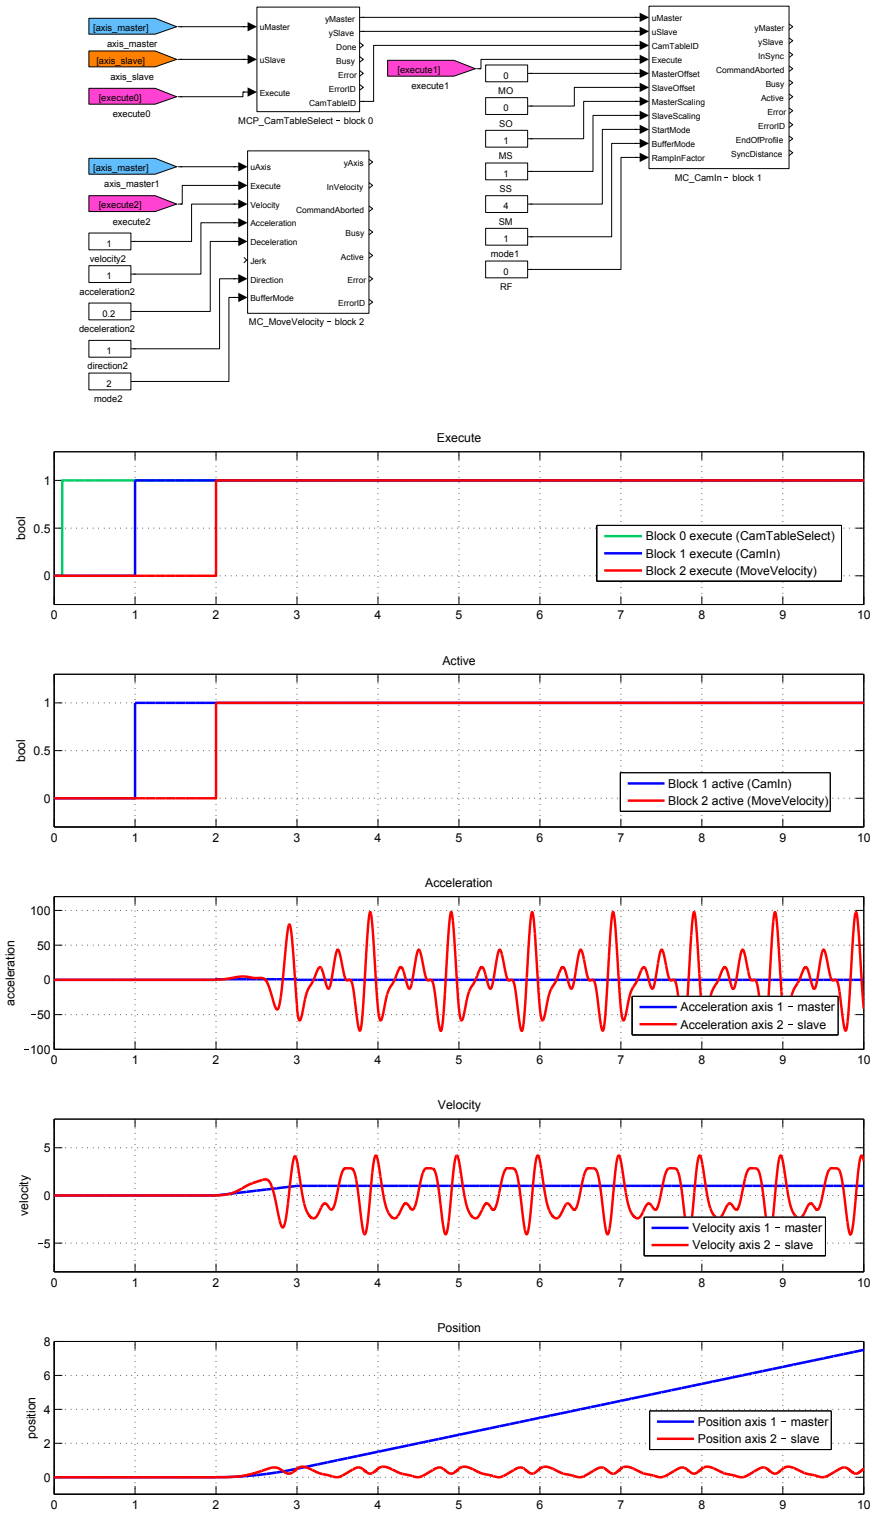 [axis_master]
axis_master
[axis_slave]
axis_slave
[execute0]
execute0
uMaster
uSlave
Execute
yMaster
ySlave
Done
Busy
Error
ErrorID
CamTableID
MCP_CamTableSelect − block 0
[execute1]
execute1
0
MO
0
SO
1
MS
1
SS
4
SM
1
mode1
0
RF
uMaster
uSlave
CamTableID
Execute
MasterOffset
SlaveOffset
MasterScaling
SlaveScaling
StartMode
BufferMode
RampInFactor
yMaster
ySlave
InSync
CommandAborted
Busy
Active
Error
ErrorID
EndOfProfile
SyncDistance
MC_CamIn − block 1
[axis_master]
axis_master1
[execute2]
execute2
1
velocity2
1
acceleration2
0.2
deceleration2
1
direction2
2
mode2
uAxis
Execute
Velocity
Acceleration
Deceleration
Jerk
Direction
BufferMode
yAxis
InVelocity
CommandAborted
Busy
Active
Error
ErrorID
MC_MoveVelocity − block 2
Execute
bool
1
0.5
0
Block 0 execute (CamTableSelect)
Block 1 execute (CamIn)
Block 2 execute (MoveVelocity)
0 1 2 3 4 5 6 7 8 9 10
Active
bool
1
0.5
0
Block 1 active (CamIn)
Block 2 active (MoveVelocity)
0 1 2 3 4 5 6 7 8 9 10
Acceleration
acceleration
100
50
0
−50
−100
Acceleration axis 1 − master
Acceleration axis 2 − slave
0 1 2 3 4 5 6 7 8 9 10
Velocity
velocity
5
0
−5
Velocity axis 1 − master
Velocity axis 2 − slave
0 1 2 3 4 5 6 7 8 9 10
Position
position
8
6
4
2
0
Position axis 1 − master
Position axis 2 − slave
0 1 2 3 4 5 6 7 8 9 10